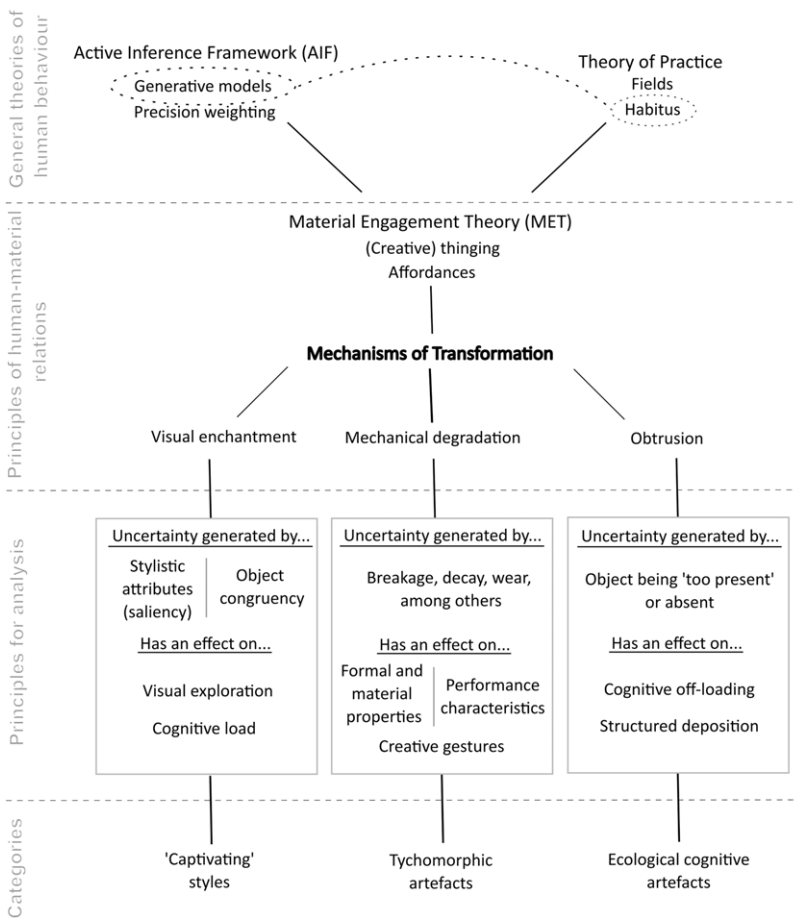 General theories of
human behaviour
Active Inference Framework (AIF)
Generative models
Precision weighting
Theory of Practice
Fields
Habitus
Principles of human-material
relations
Material Engagement Theory (MET)
(Creative) thinging
Affordances
Mechanisms of Transformation
Visual enchantment
Mechanical degradation
Obtrusion
Principles for analysis
Uncertainty generated by...
Stylistic
attributes
(saliency)
Object
congruency
Has an effect on...
Visual exploration
Cognitive load
Uncertainty generated by...
Breakage, decay, wear,
among others
Has an effect on...
Formal and
material
properties
Performance
characteristics
Creative gestures
Uncertainty generated by...
Object being 'too present'
or absent
Has an effect on...
Cognitive off-loading
Structured deposition
Categories
'Captivating'
styles
Tychomorphic
artefacts
Ecological cognitive
artefacts